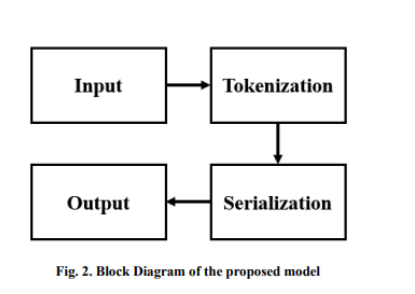 Input
Tokenization
Output
Serialization
Fig. 2. Block Diagram of the proposed model